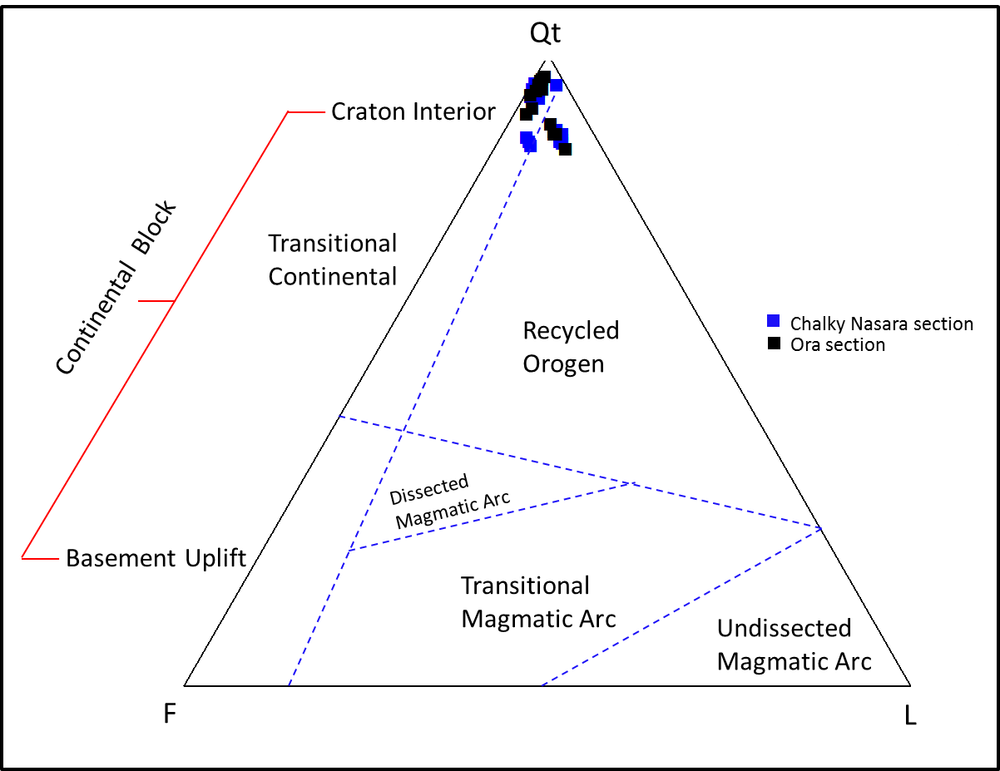 Qt
Craton Interior
Continental Block
Transitional
Continental
Recycled
Orogen
Chalky Nasara section
Ora section
Dissected
Magmatic Arc
Basement Uplift
Transitional
Magmatic Arc
Undissected
Magmatic Arc
F
L